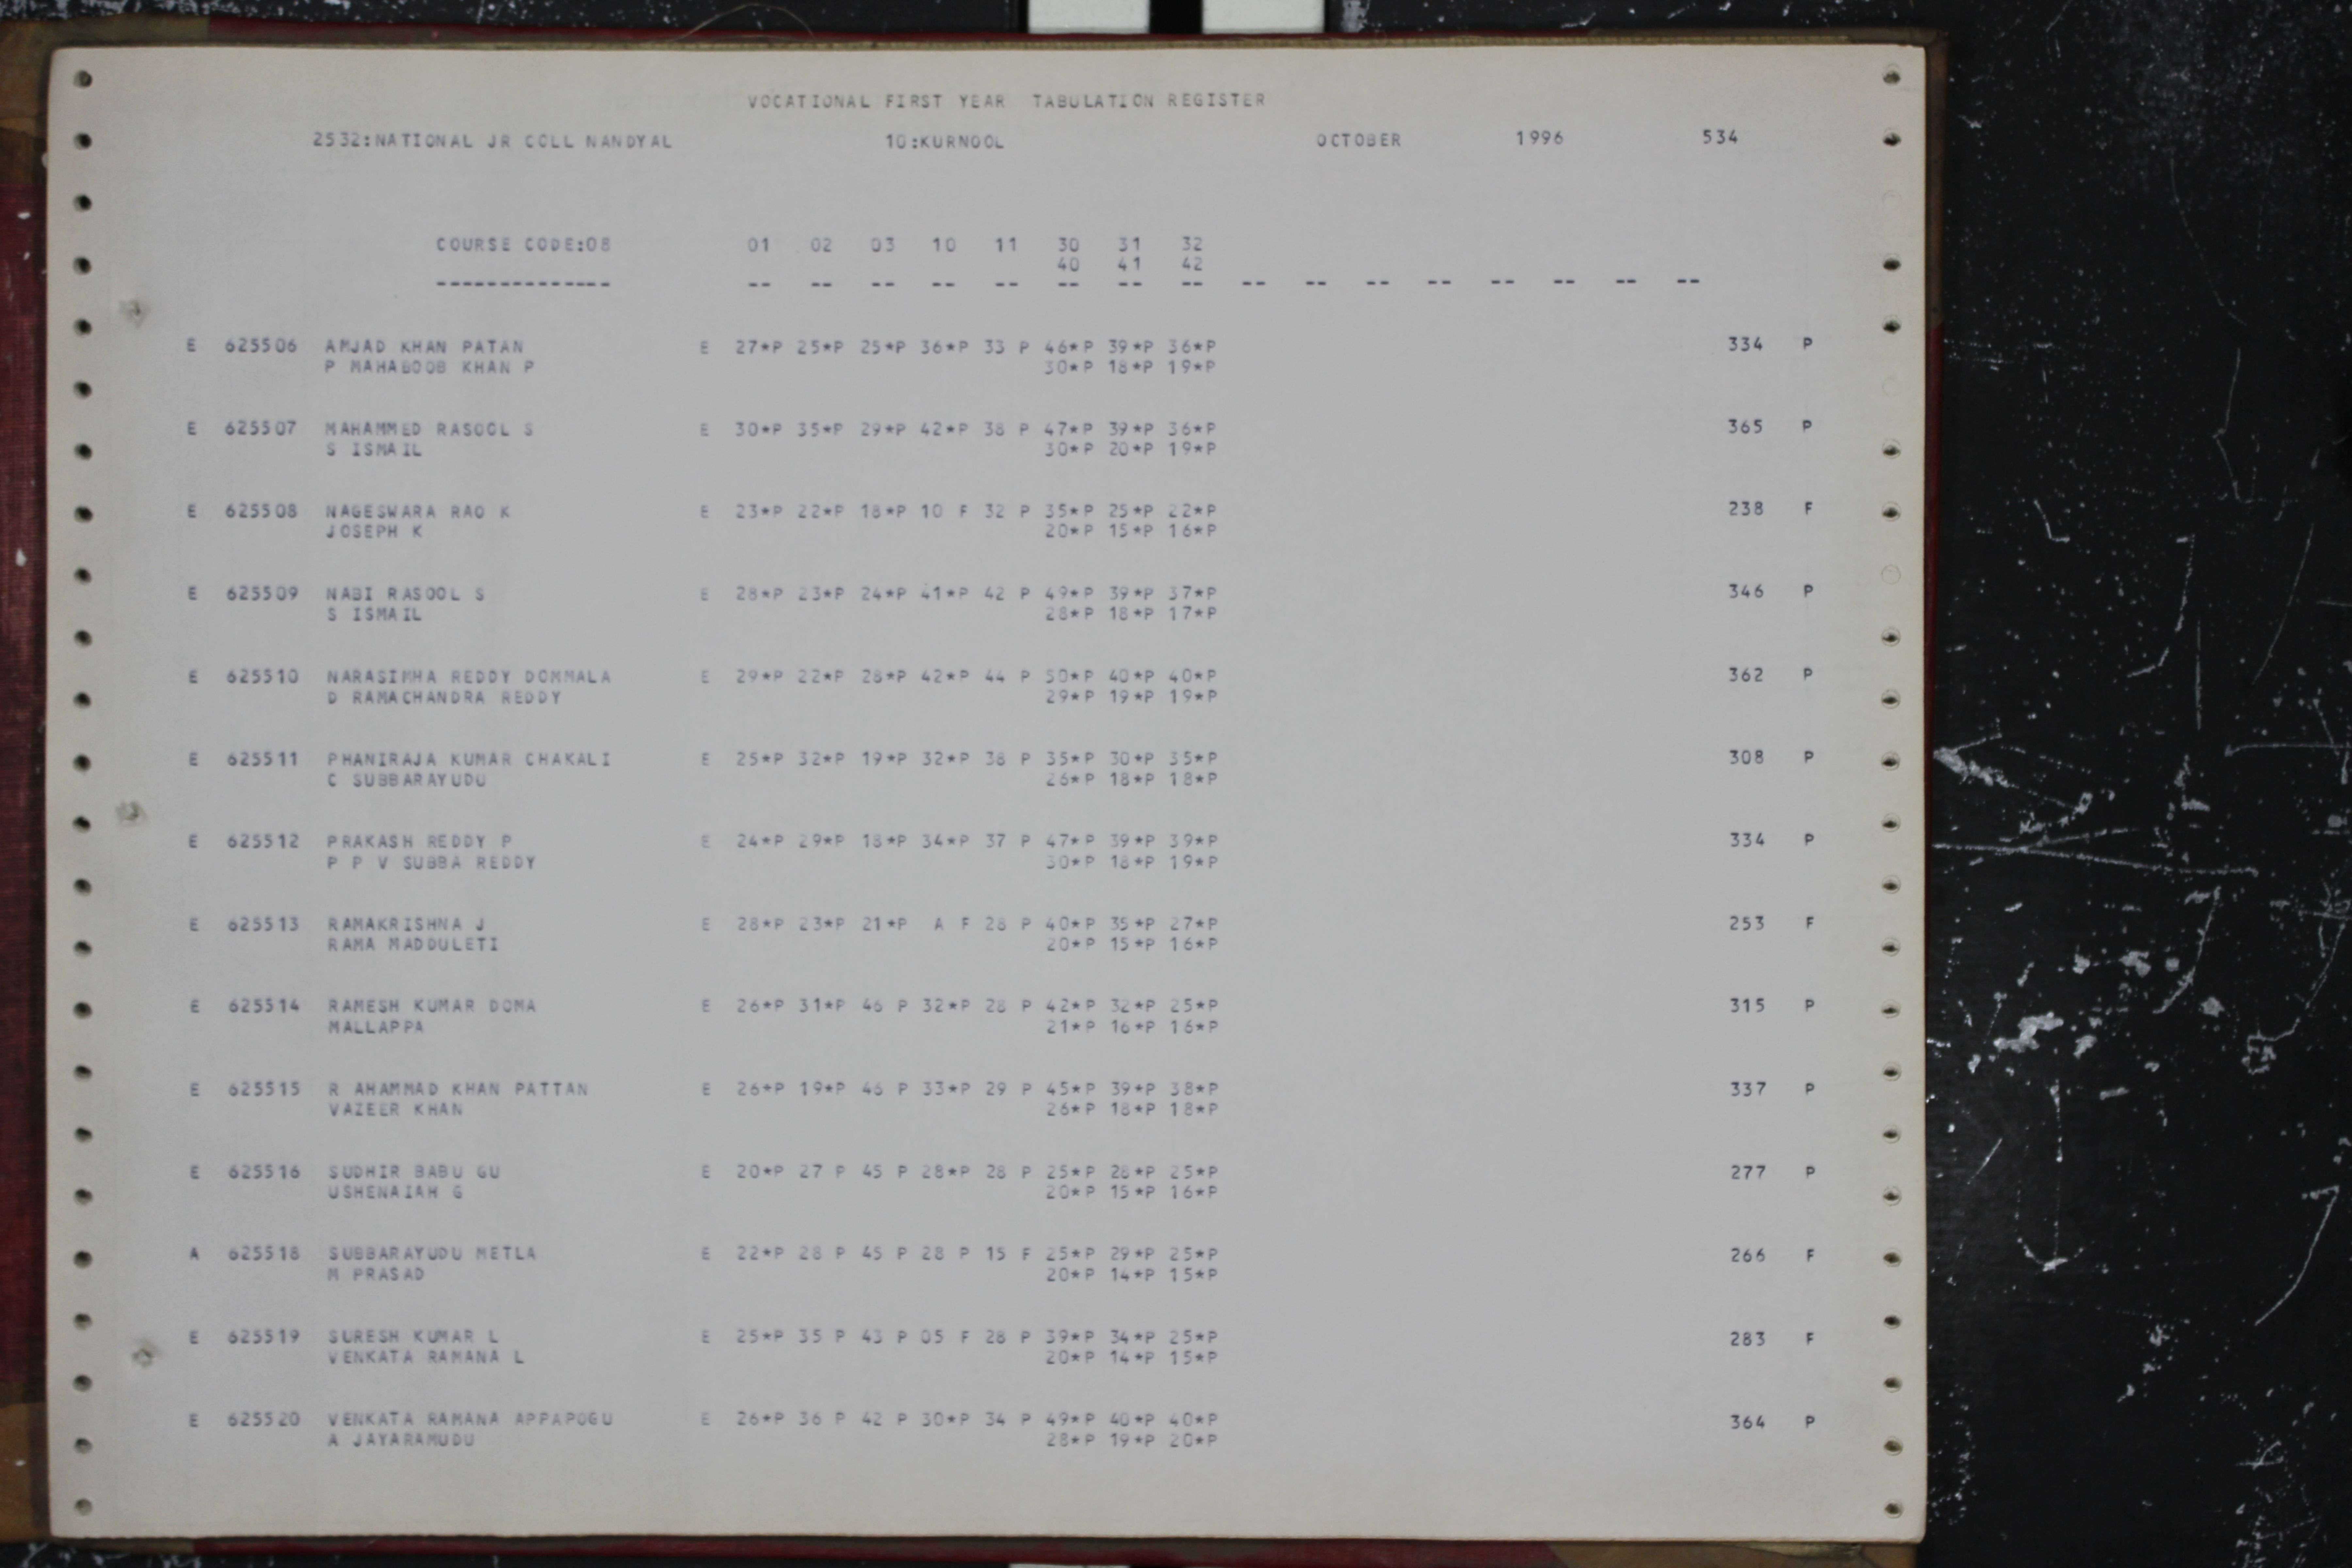 VOCATIONAL FIRST YEAR TABULATION REGISTER
2532:NATIONAL JR COLL NANDYAL 10:KURNOOL OCTOBER 1996 534
COURSE CODE:08 01 02 03 10 11 30 31 32
40 41 42
-------------- -- -- -- -- -- -- -- -- -- -- -- -- -- -- -- --
E 625506 AMJAD KHAN PATAN E 27*P 25*P 25*P 36*P 33 P 46*P 39*P 36*P 334 P
P MAHABOOB KHAN P 30*P 18*P 19*P
E 625507 MAHAMMED RASOOL S E 30*P 35*P 29*P 42*P 38 P 47*P 39*P 36*P 365 P
S ISMAIL 30*P 20*P 19*P
E 625508 NAGESWARA RAO K E 23*P 22*P 18*P 10 F 32 P 35*P 25*P 22*P 238 F
JOSEPH K 20*P 15*P 16*P
E 625509 NABI RASOOL S E 28*P 23*P 24*P 41*P 42 P 49*P 39*P 37*P 346 P
S ISMAIL 28*P 18*P 17*P
E 625510 NARASIMHA REDDY DOMMALA E 29*P 22*P 28*P 42*P 44 P 50*P 40*P 40*P 362 P
D RAMACHANDRA REDDY 29*P 19*P 19*P
E 625511 PHANIRAJA KUMAR CHAKALI E 25*P 32*P 19*P 32*P 38 P 35*P 30*P 35*P 308 P
C SUBBARAYUDU 26*P 18*P 18*P
E 625512 PRAKASH REDDY P E 24*P 29*P 18*P 34*P 37 P 47*P 39*P 39*P 334 P
P P V SUBBA REDDY 30*P 18*P 19*P
E 625513 RAMAKRISHNA J E 28*P 23*P 21*P A F 28 P 40*P 35*P 27*P 253 F
RAMA MADDULETI 20*P 15*P 16*P
E 625514 RAMESH KUMAR DOMA E 26*P 31*P 46 P 32*P 28 P 42*P 32*P 25*P 315 P
MALLAPPA 21*P 16*P 16*P
E 625515 R AHAMMAD KHAN PATTAN E 26*P 19*P 46 P 33*P 29 P 45*P 39*P 38*P 337 P
VAZEER KHAN 26*P 18*P 18*P
E 625516 SUDHIR BABU GU E 20*P 27 P 45 P 28*P 28 P 25*P 28*P 25*P 277 P
USHENAIAH G 20*P 15*P 16*P
A 625518 SUBBARAYUDU METLA E 22*P 28 P 45 P 28 P 15 F 25*P 29*P 25*P 266 F
M PRASAD 20*P 14*P 15*P
E 625519 SURESH KUMAR L E 25*P 35 P 43 P 05 F 28 P 39*P 34*P 25*P 283 F
VENKATA RAMANA L 20*P 14*P 15*P
E 625520 VENKATA RAMANA APPAPOGU E 26*P 36 P 42 P 30*P 34 P 49*P 40*P 40*P 364 P
A JAYARAMUDU 28*P 19*P 20*P